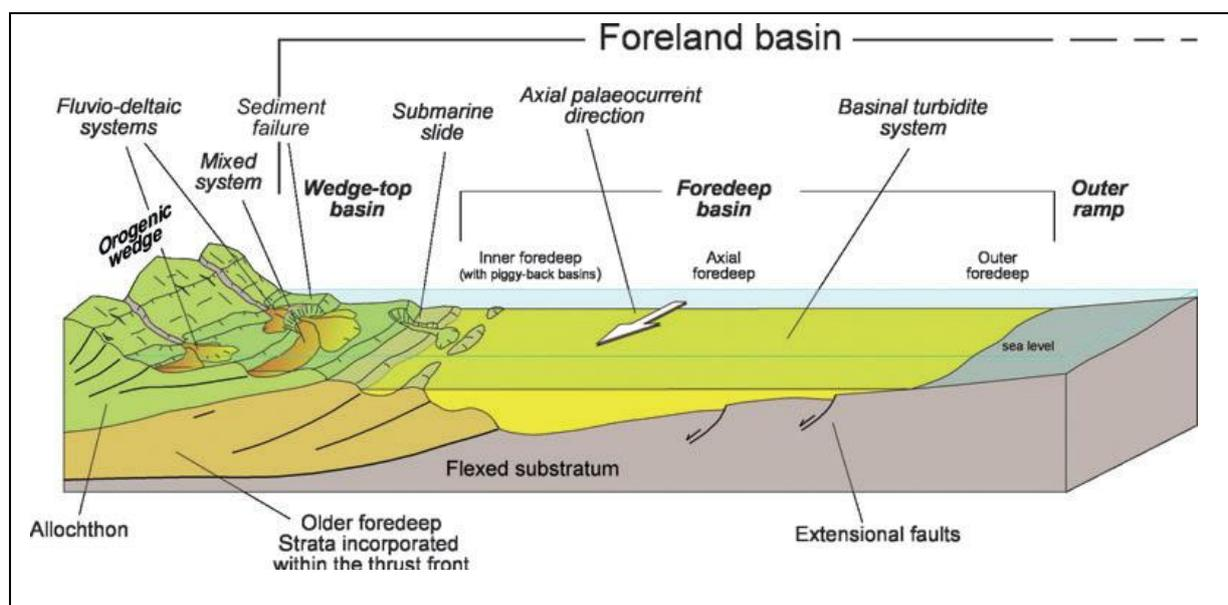 Foreland basin
Fluvio-deltaic
systems
Sediment
failure
Mixed
system
Submarine
slide
Axial palaeocurrent
direction
Basinal turbidite
system
Orogenic
wedge
Wedge-top
basin
Foredeep
basin
Outer
ramp
Inner foredeep
(with piggy-back basins)
Axial
foredeep
Outer
foredeep
sea level
Flexed substratum
Allochthon
Older foredeep
Strata incorporated
within the thrust front
Extensional faults